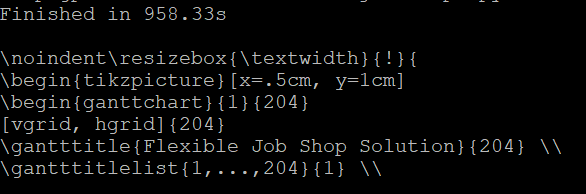 Finished in 958.33s
\noindent\resizebox{\textwidth}{!}{
\begin{tikzpicture}[x=.5cm, y=1cm]
\begin{ganttchart}{1}{204}
[vgrid, hgrid]{204}
\gantttitle{Flexible Job Shop Solution}{204} \\
\gantttitlelist{1,...,204}{1} \\